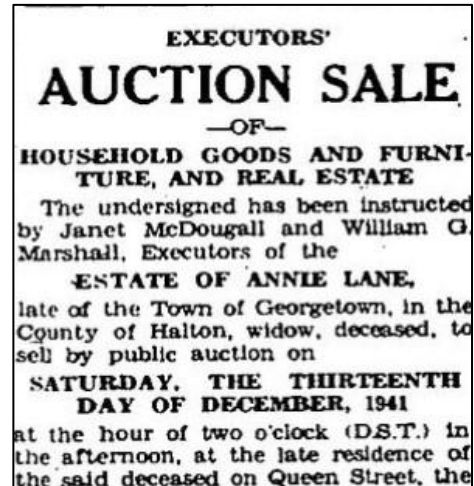 EXECUTORS'
AUCTION SALE
—OF—
HOUSEHOLD GOODS AND FURNI-
TURE, AND REAL ESTATE
The undersigned has been instructed
by Janet McDougall and William G.
Marshall, Executors of the
ESTATE OF ANNIE LANE,
late of the Town of Georgetown, in the
County of Halton, widow, deceased, to
sell by public auction on
SATURDAY, THE THIRTEENTH
DAY OF DECEMBER, 1941
at the hour of two o'clock (D.S.T.) in
the afternoon, at the late residence of
the said deceased on Queen Street, the